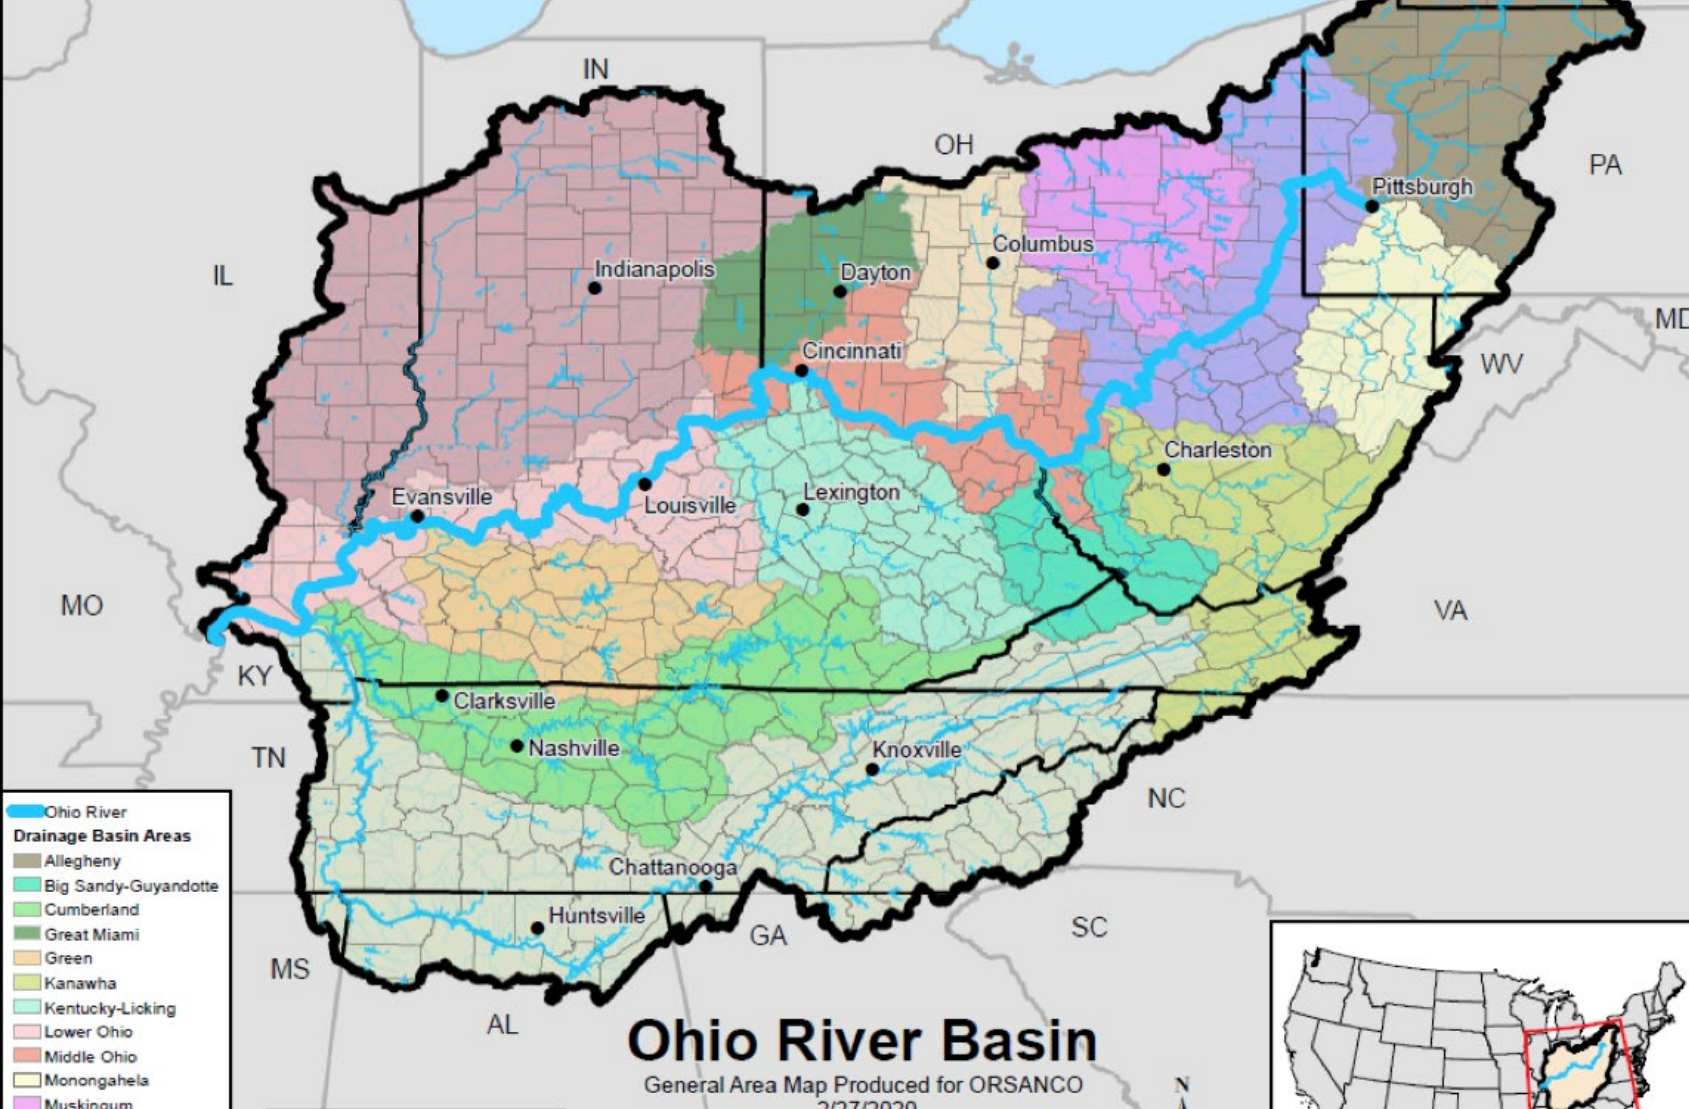 IN
OH
PA
Pittsburgh
Columbus
IL
Indianapolis
Dayton
MD
Cincinnati
WV
Charleston
Evansville
Lexington
Louisville
MO
VA
KY
Clarksville
Nashville
Knoxville
TN
NC
Chattanooga
Huntsville
GA
SC
MS
AL
Ohio River
Drainage Basin Areas
Allegheny
Big Sandy-Guyandotte
Cumberland
Great Miami
Green
Kanawha
Kentucky-Licking
Lower Ohio
Middle Ohio
Monongahela
Muskingum
Ohio River Basin
General Area Map Produced for ORSANCO
2/27/2020
N